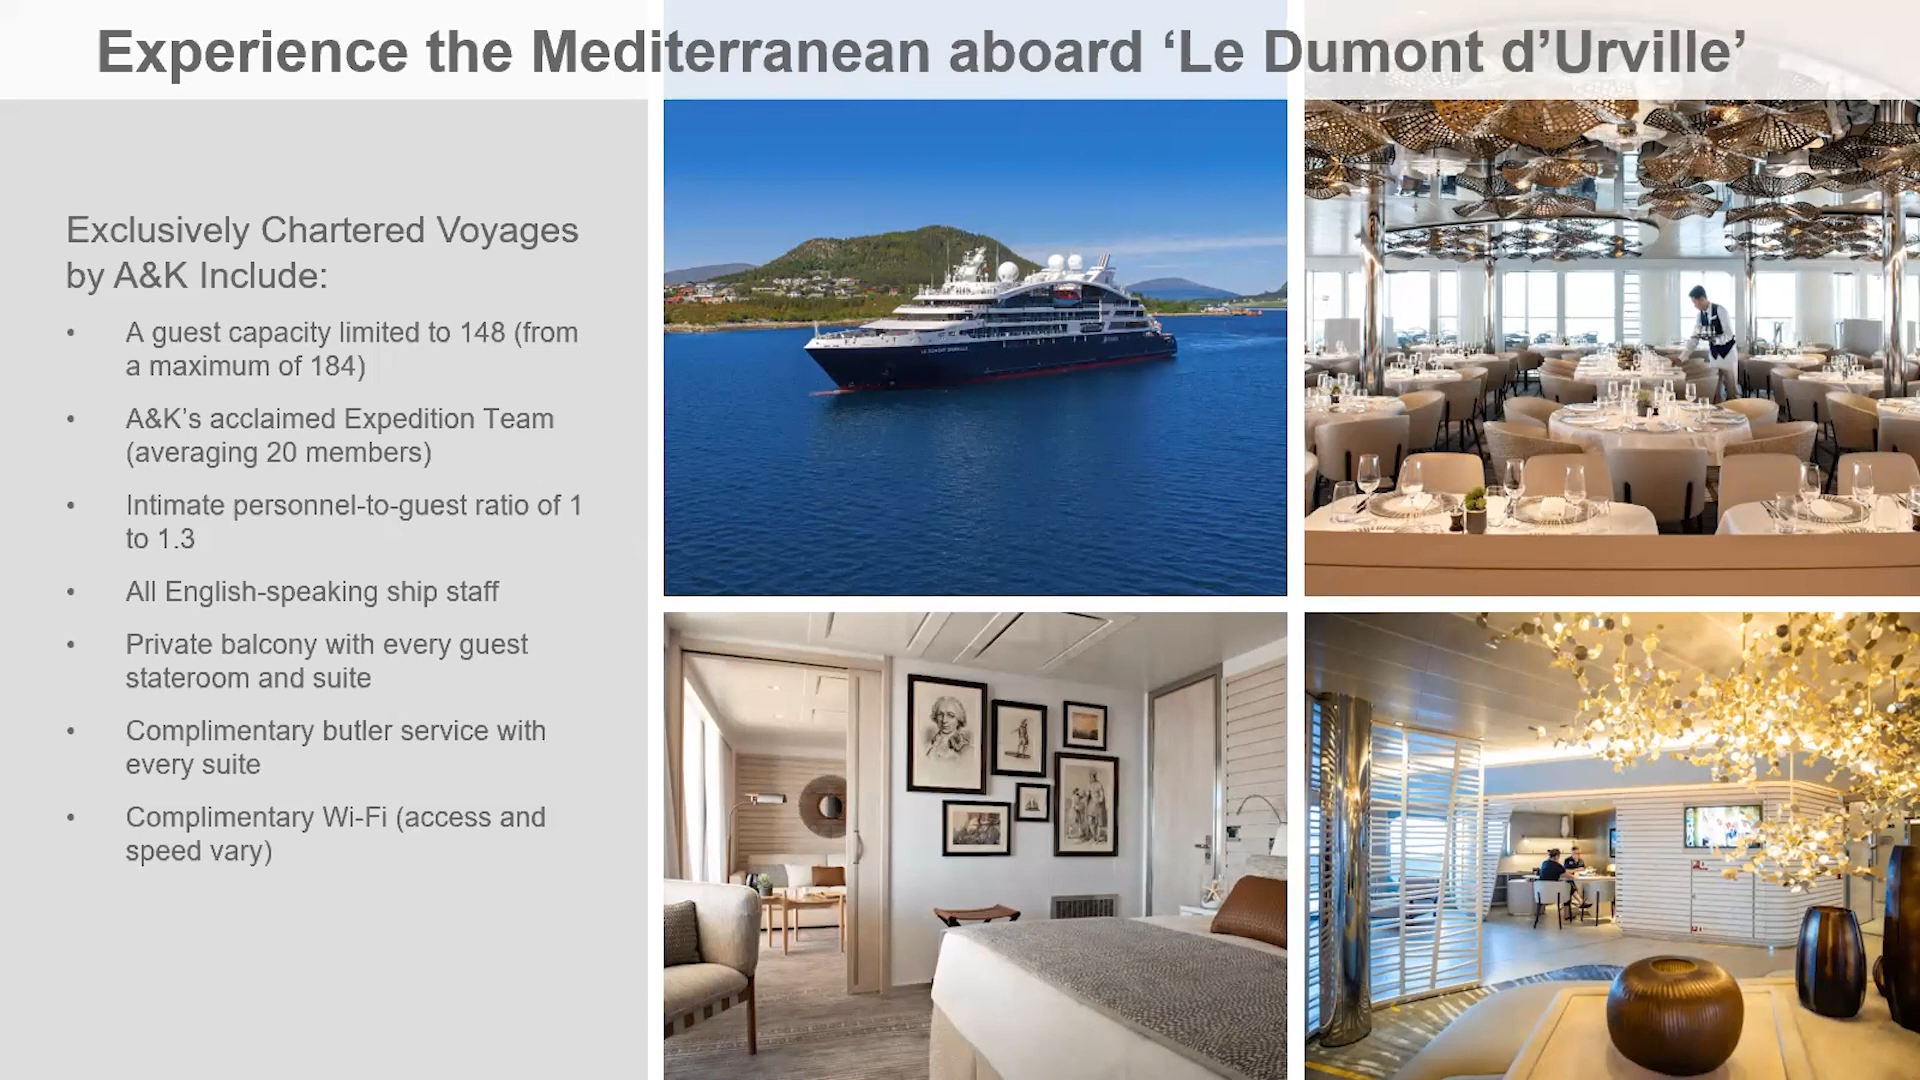 Experience the Mediterranean aboard ‘Le Dumont d’Urville’
Exclusively Chartered Voyages
by A&K Include:
• A guest capacity limited to 148 (from
a maximum of 184)
• A&K’s acclaimed Expedition Team
(averaging 20 members)
• Intimate personnel-to-guest ratio of 1
to 1.3
• All English-speaking ship staff
• Private balcony with every guest
stateroom and suite
• Complimentary butler service with
every suite
• Complimentary Wi-Fi (access and
speed vary)
LE DUMONT D'URVILLE